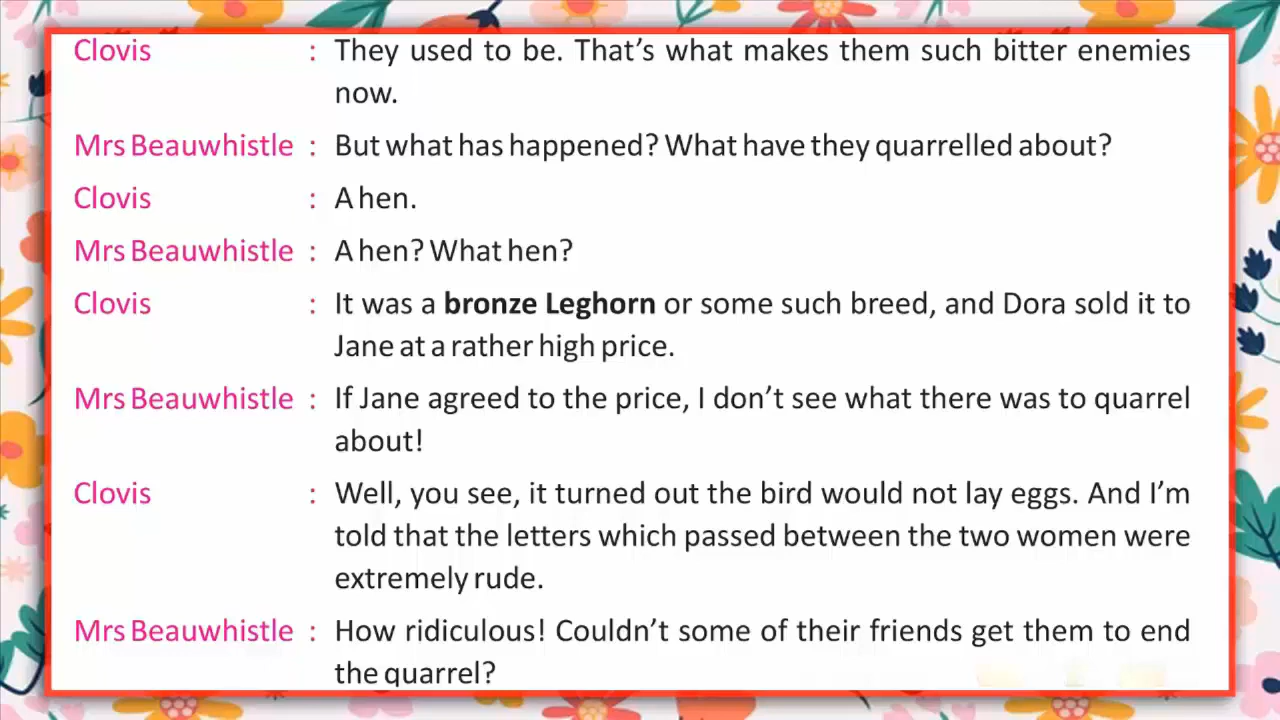 Clovis : They used to be. That's what makes them such bitter enemies
now.
Mrs Beauwhistle : But what has happened? What have they quarrelled about?
Clovis : A hen.
Mrs Beauwhistle : A hen? What hen?
Clovis : It was a bronze Leghorn or some such breed, and Dora sold it to
Jane at a rather high price.
Mrs Beauwhistle : If Jane agreed to the price, I don't see what there was to quarrel
about!
Clovis : Well, you see, it turned out the bird would not lay eggs. And I'm
told that the letters which passed between the two women were
extremely rude.
Mrs Beauwhistle : How ridiculous! Couldn't some of their friends get them to end
the quarrel?